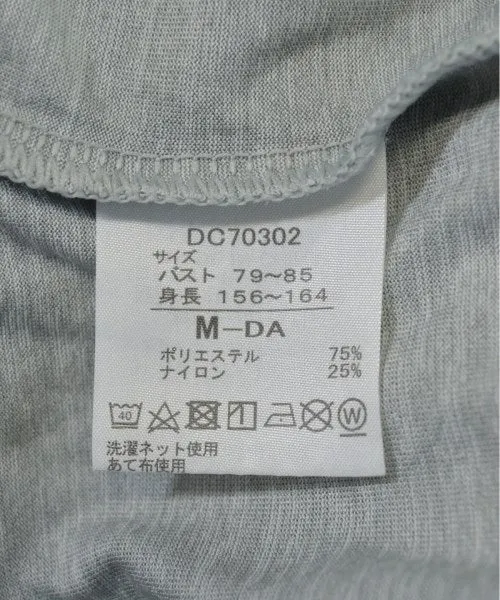 DC70302
サイズ
バスト 79〜85
身長 156〜164
M−DA
ポリエステル 75%
ナイロン 25%
40 W
洗濯ネット使用
あて布使用